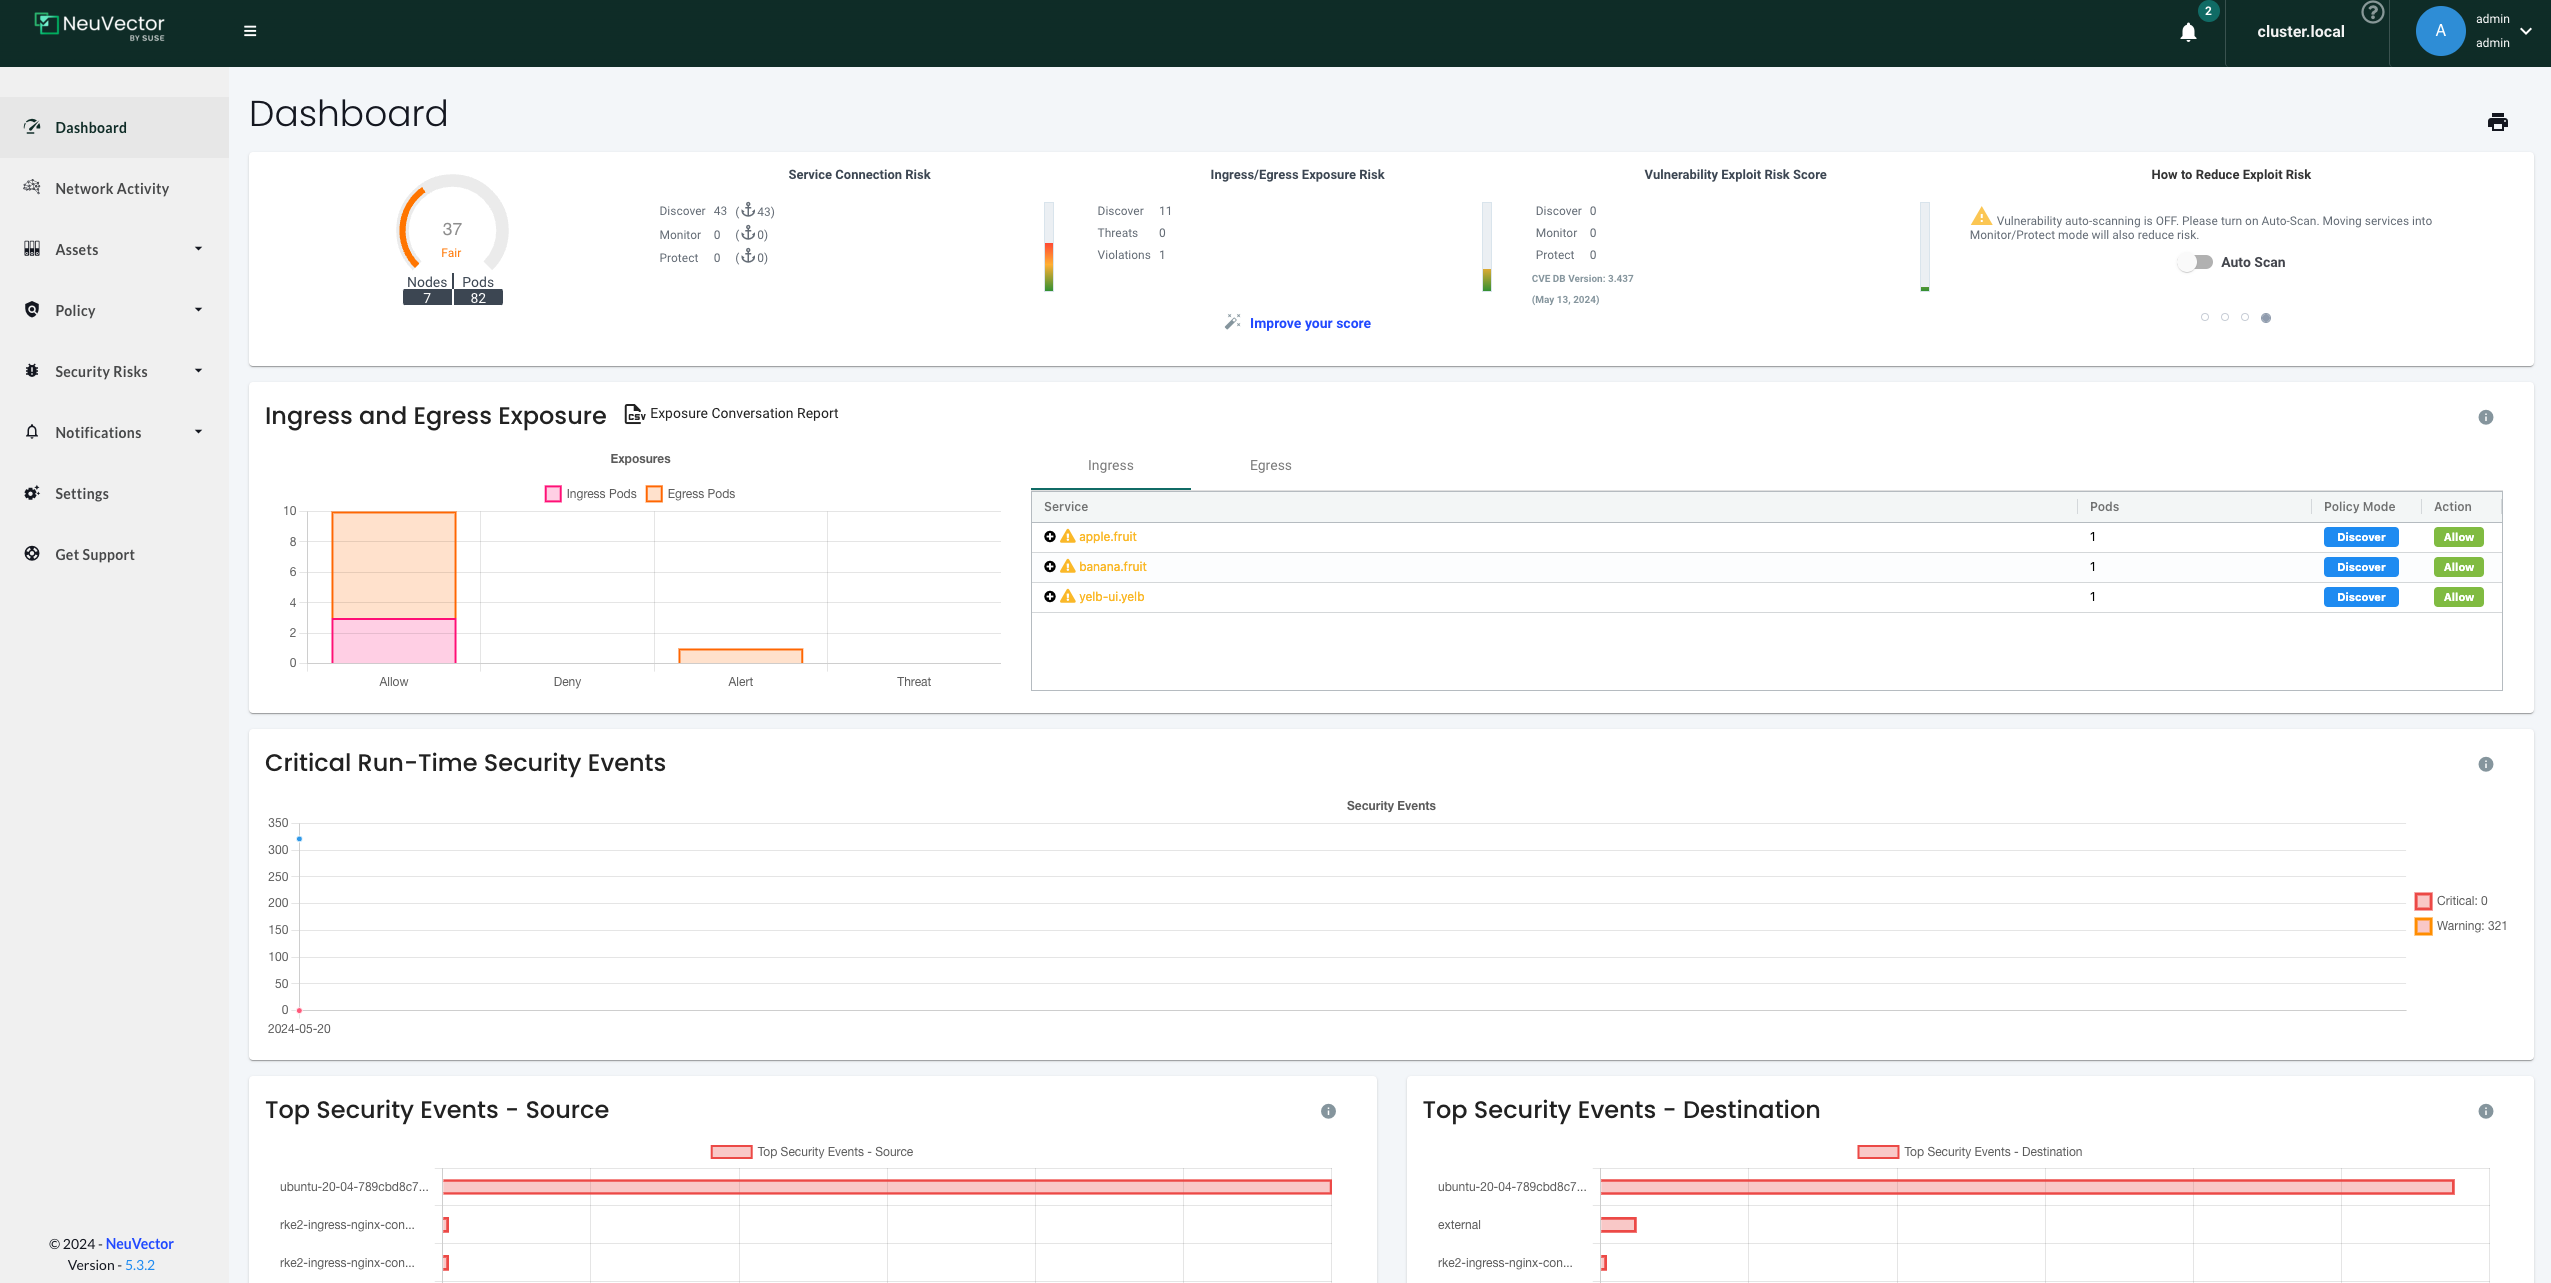 NeuVector
BY SUSE
2
cluster.local
?
A
admin
admin
Dashboard
Network Activity
Assets
Policy
Security Risks
Notifications
Settings
Get Support
© 2024 - NeuVector
Version - 5.3.2
Dashboard
37
Fair
Nodes Pods
7 82
Service Connection Risk
Discover 43 (43)
Monitor 0 (0)
Protect 0 (0)
Ingress/Egress Exposure Risk
Discover 11
Threats 0
Violations 1
Improve your score
Vulnerability Exploit Risk Score
Discover 0
Monitor 0
Protect 0
CVE DB Version: 3.437
(May 13, 2024)
How to Reduce Exploit Risk
Vulnerability auto-scanning is OFF. Please turn on Auto-Scan. Moving services into
Monitor/Protect mode will also reduce risk.
Auto Scan
Ingress and Egress Exposure
CSV Exposure Conversation Report
Exposures
Ingress Pods Egress Pods
10
8
6
4
2
0
Allow Deny Alert Threat
Ingress Egress
Service Pods Policy Mode Action
apple.fruit 1 Discover Allow
banana.fruit 1 Discover Allow
yelb-ui.yelb 1 Discover Allow
Critical Run-Time Security Events
Security Events
350
300
250
200
150
100
50
0
2024-05-20
Critical: 0
Warning: 321
Top Security Events - Source
Top Security Events - Source
ubuntu-20-04-789cbd8c7...
rke2-ingress-nginx-con...
rke2-ingress-nginx-con...
Top Security Events - Destination
Top Security Events - Destination
ubuntu-20-04-789cbd8c7...
external
rke2-ingress-nginx-con...